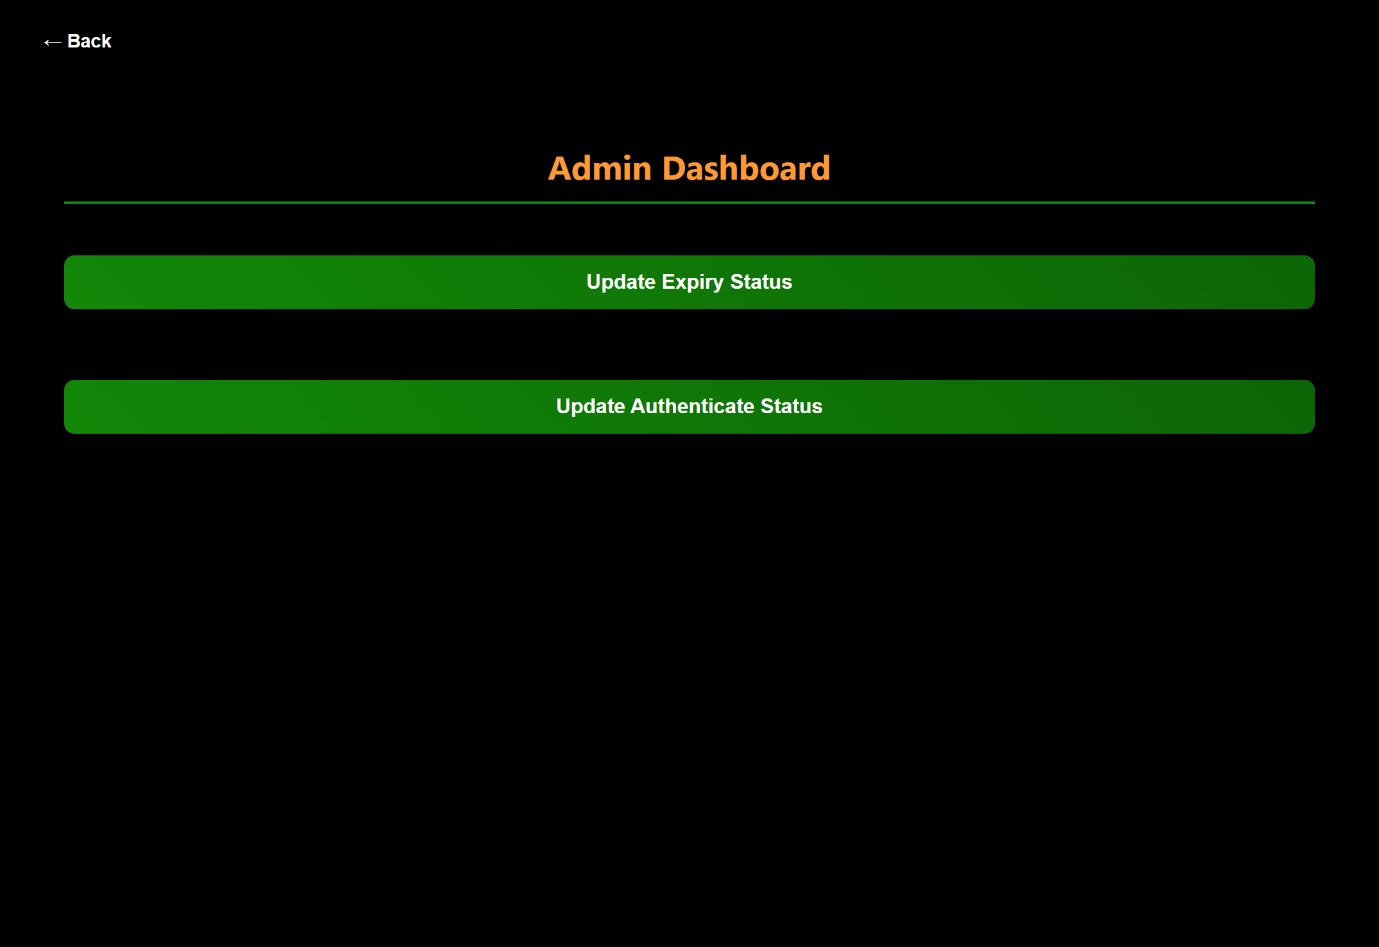 ← Back
Admin Dashboard
Update Expiry Status
Update Authenticate Status